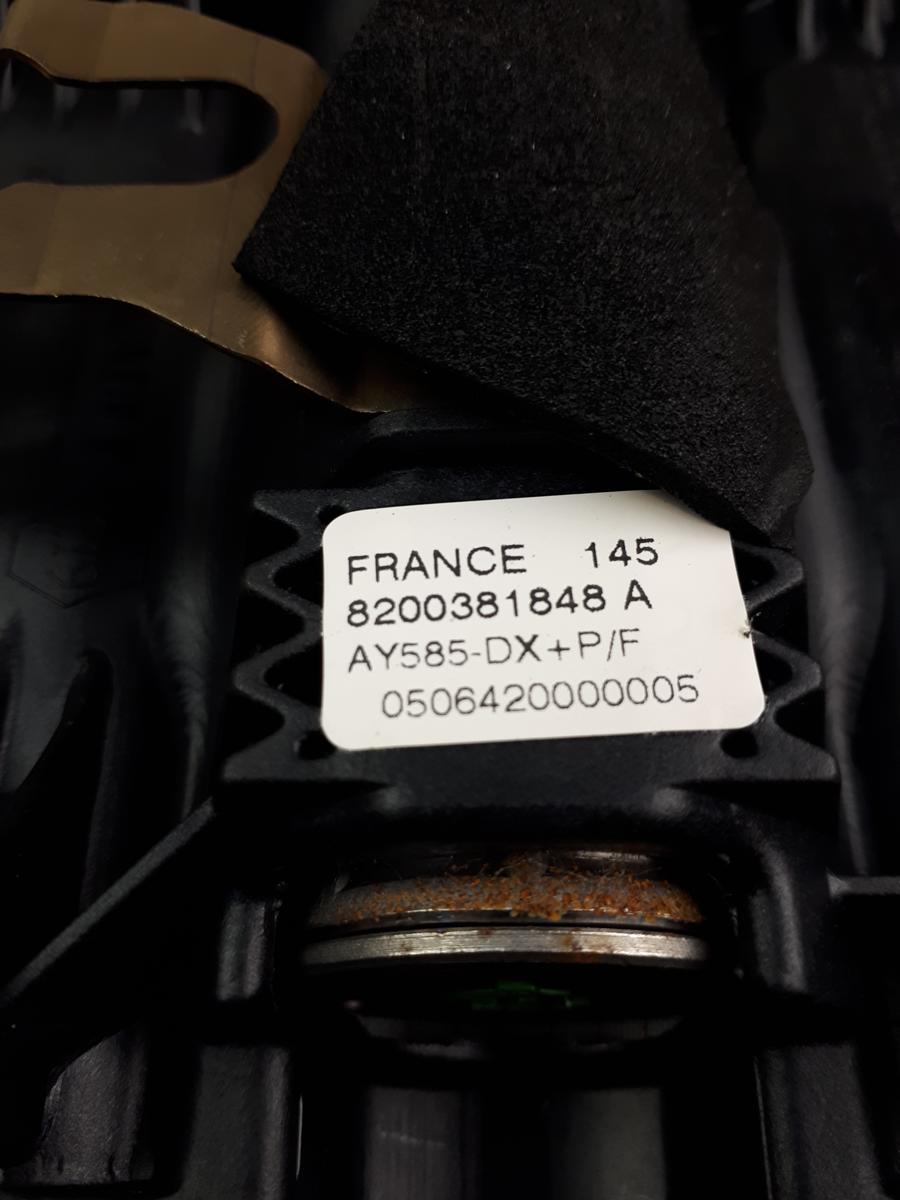 FRANCE 145
8200381848 A
AY585-DX+P/F
0506420000005